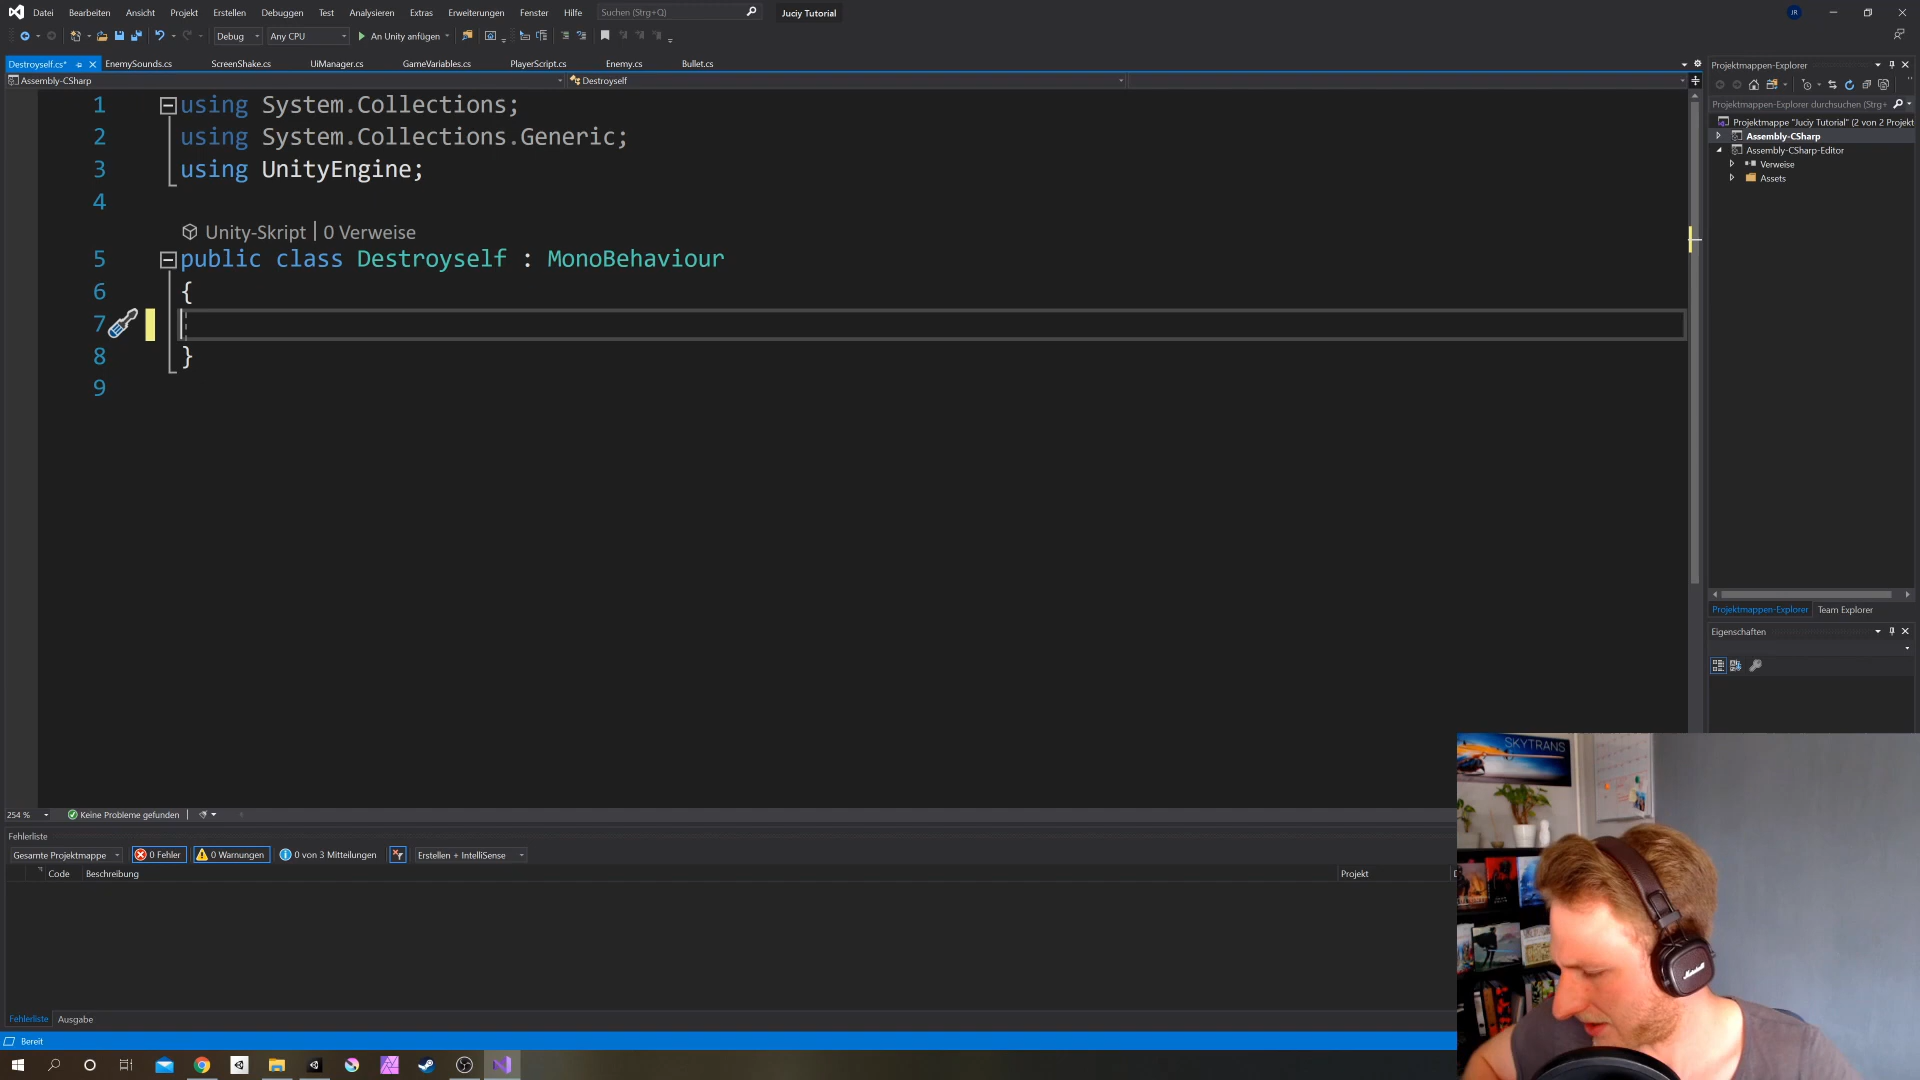 Datei Bearbeiten Ansicht Projekt Erstellen Debuggen Test Analysieren Extras Erweiterungen Fenster Hilfe Suchen (Strg+Q) Juciy Tutorial JR
Debug Any CPU An Unity anfügen
Destroyself.cs* EnemySounds.cs ScreenShake.cs UiManager.cs GameVariables.cs PlayerScript.cs Enemy.cs Bullet.cs
Assembly-CSharp Destroyself
1 using System.Collections;
2 using System.Collections.Generic;
3 using UnityEngine;
4
Unity-Skript | 0 Verweise
5 public class Destroyself : MonoBehaviour
6 {
7
8 }
9
254 % Keine Probleme gefunden
Fehlerliste
Gesamte Projektmappe 0 Fehler 0 Warnungen 0 von 3 Mitteilungen Erstellen + IntelliSense
Code Beschreibung Projekt D
Fehlerliste Ausgabe
Bereit
Projektmappen-Explorer
Projektmappen-Explorer durchsuchen (Strg+
Projektmappe "Juciy Tutorial" (2 von 2 Projekt
Assembly-CSharp
Assembly-CSharp-Editor
Verweise
Assets
Projektmappen-Explorer Team Explorer
Eigenschaften
SKYTRANS
Marshall